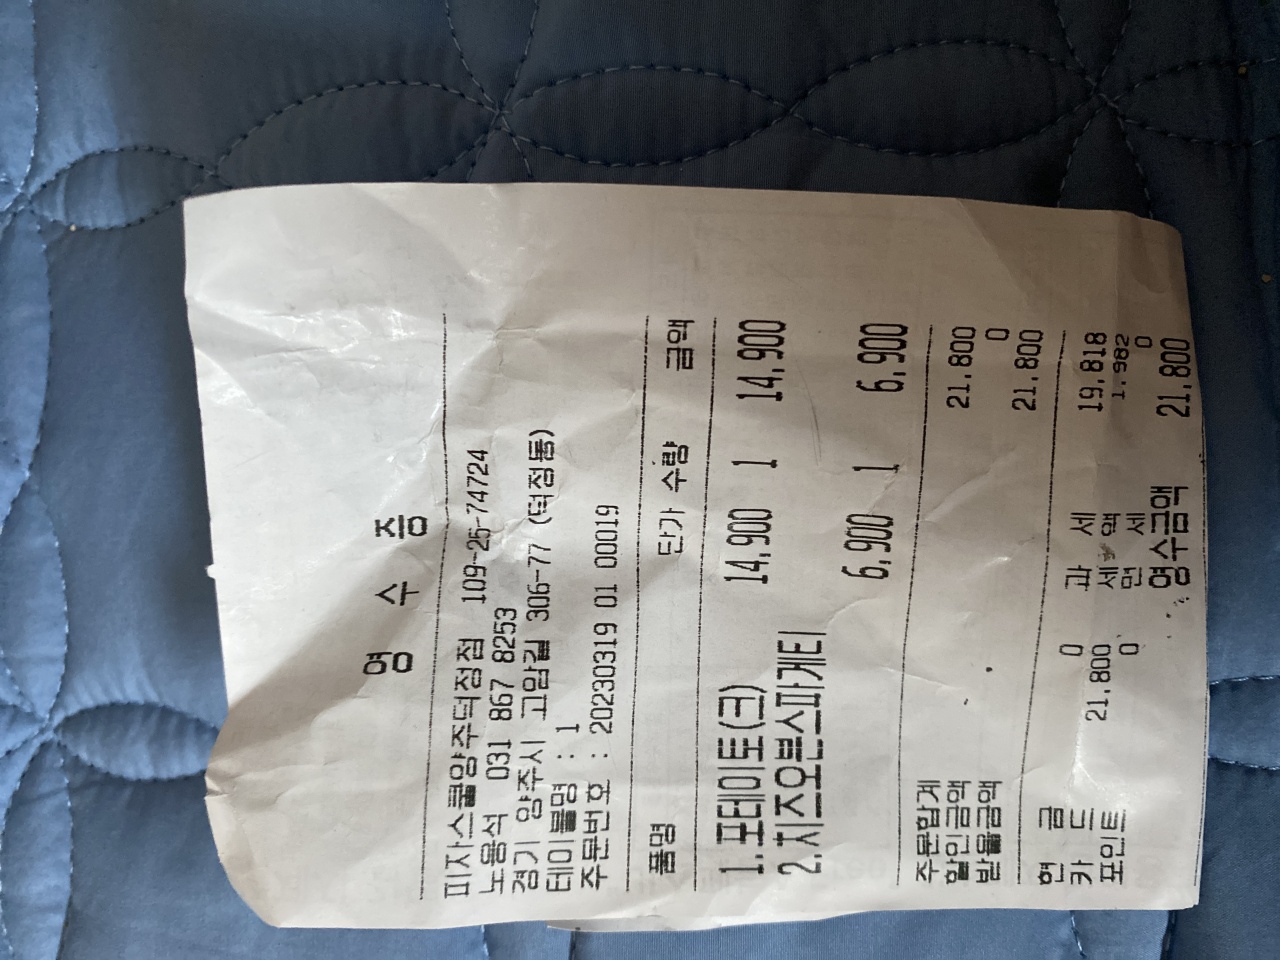 영 수 증
피자스쿨양주덕정점 109-25-74724
노용석 031 867 8253
경기 양주시 고암길 306-77 (덕정동)
테이블명 : 1
주문번호 : 20230319 01 00019
품명 단가 수량 금액
1.포테이토(크) 14,900 1 14,900
2.치즈오븐스파게티
6,900 1 6,900
주문합계 21,800
할인금액 0
받을금액 21,800
현 금 0 과 세 19,818
카 드 21,800 세 액 1,982
포인트 0 면 세 0
영수금액 21,800